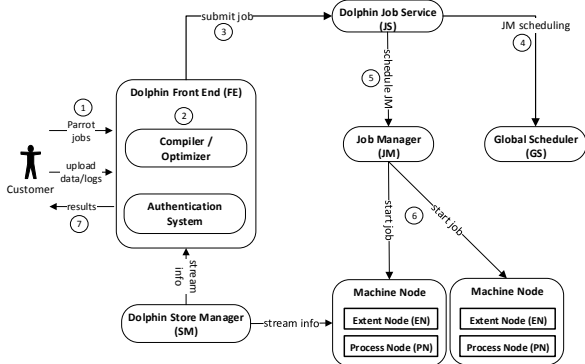 submit job
3
Dolphin Job Service
(JS)
JM scheduling
4
5
schedule JM
Dolphin Front End (FE)
1
2
Parrot
jobs
Compiler /
Optimizer
Job Manager
(JM)
Global Scheduler
(GS)
Customer
upload
data/logs
Authentication
System
results
7
start job
6
start job
stream
info
Dolphin Store Manager
(SM)
stream info
Machine Node
Extent Node (EN)
Process Node (PN)
Machine Node
Extent Node (EN)
Process Node (PN)